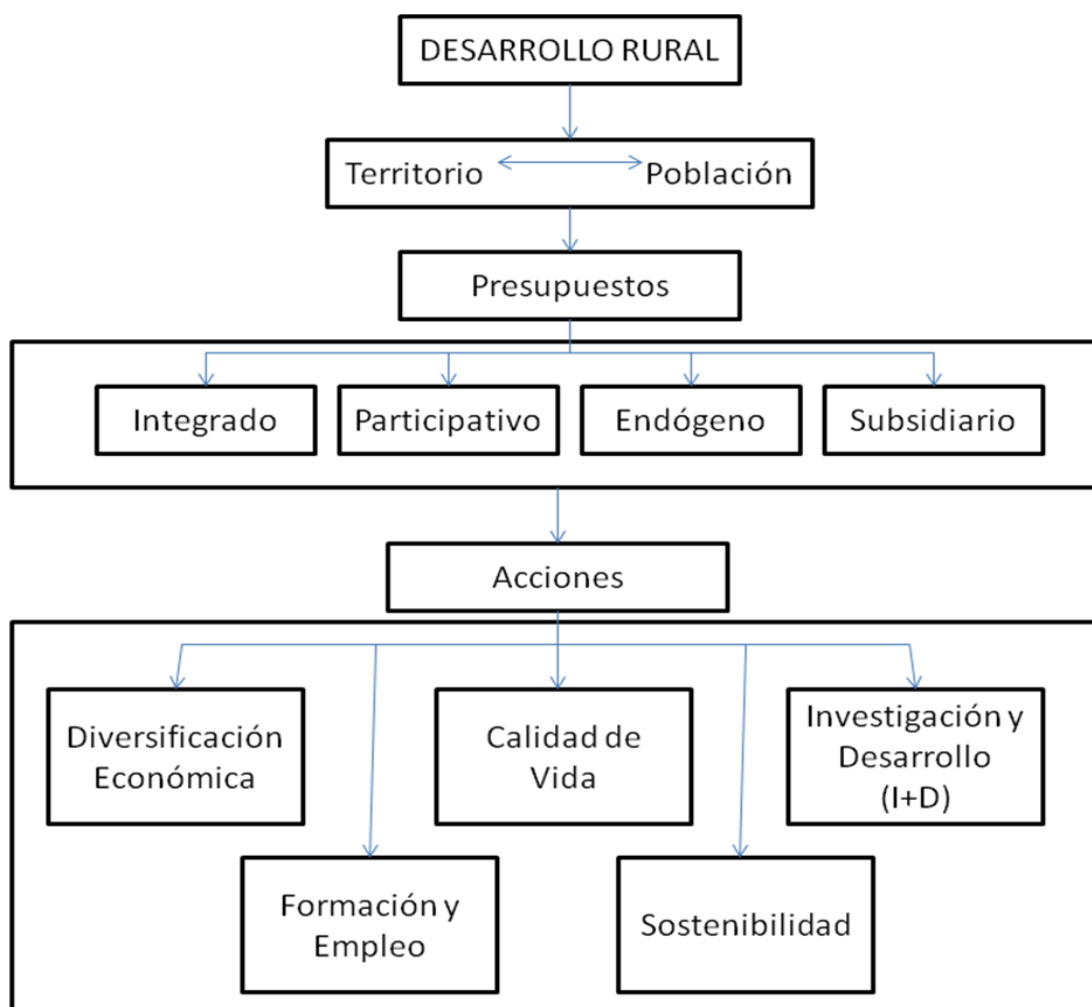 DESARROLLO RURAL
Territorio Población
Presupuestos
Integrado Participativo Endógeno Subsidiario
Acciones
Diversificación
Económica
Calidad de
Vida
Investigación y
Desarrollo
(I+D)
Formación y
Empleo
Sostenibilidad